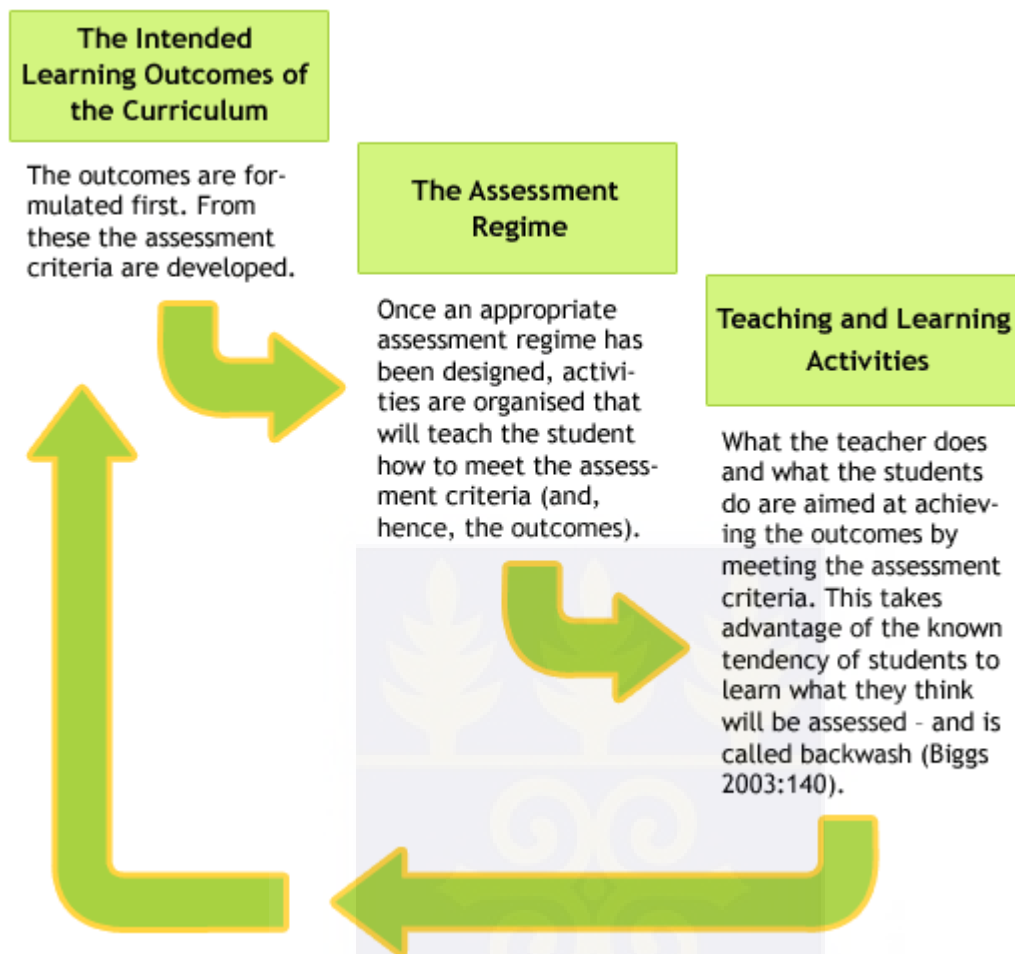 The Intended
Learning Outcomes of
the Curriculum
The outcomes are for-
mulated first. From
these the assessment
criteria are developed.
The Assessment
Regime
Once an appropriate
assessment regime has
been designed, activi-
ties are organised that
will teach the student
how to meet the assess-
ment criteria (and,
hence, the outcomes).
Teaching and Learning
Activities
What the teacher does
and what the students
do are aimed at achiev-
ing the outcomes by
meeting the assessment
criteria. This takes
advantage of the known
tendency of students to
learn what they think
will be assessed – and is
called backwash (Biggs
2003:140).